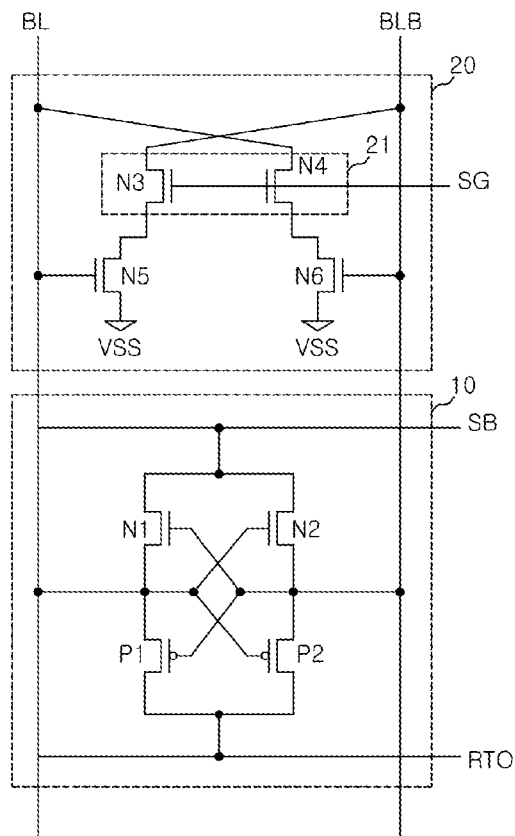 BL BLB
20
21
N3 N4
SG
N5 N6
VSS VSS
10
SB
N1 N2
P1 P2
RTO